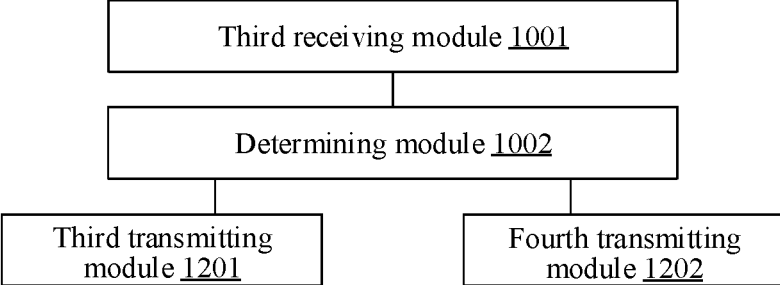 Third receiving module 1001
Determining module 1002
Third transmitting
module 1201
Fourth transmitting
module 1202